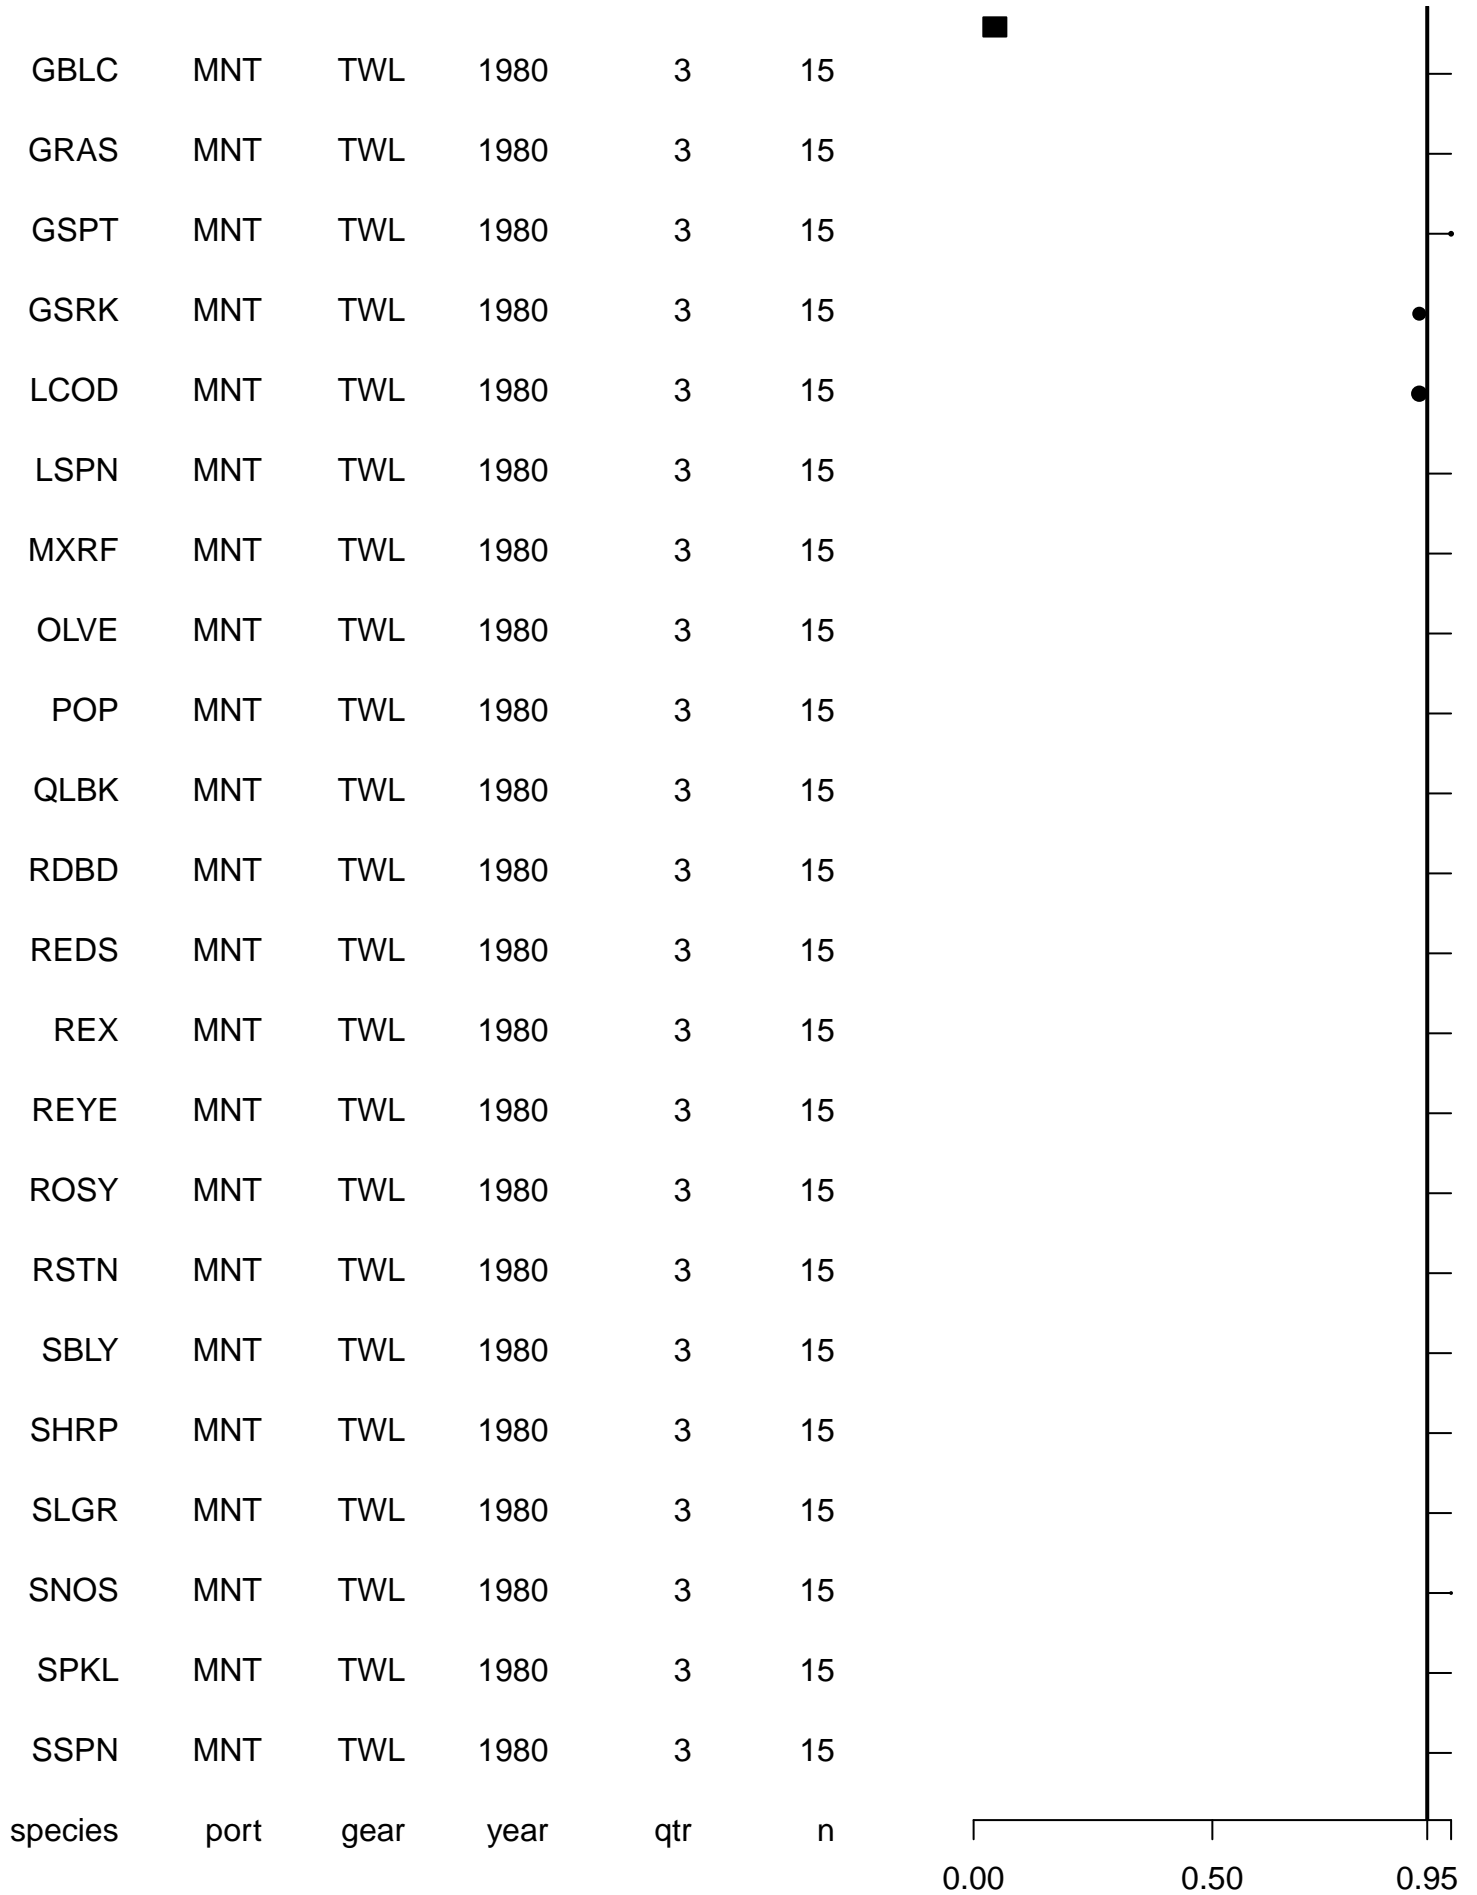 GBLC MNT TWL 1980 3 15
GRAS MNT TWL 1980 3 15
GSPT MNT TWL 1980 3 15
GSRK MNT TWL 1980 3 15
LCOD MNT TWL 1980 3 15
LSPN MNT TWL 1980 3 15
MXRF MNT TWL 1980 3 15
OLVE MNT TWL 1980 3 15
POP MNT TWL 1980 3 15
QLBK MNT TWL 1980 3 15
RDBD MNT TWL 1980 3 15
REDS MNT TWL 1980 3 15
REX MNT TWL 1980 3 15
REYE MNT TWL 1980 3 15
ROSY MNT TWL 1980 3 15
RSTN MNT TWL 1980 3 15
SBLY MNT TWL 1980 3 15
SHRP MNT TWL 1980 3 15
SLGR MNT TWL 1980 3 15
SNOS MNT TWL 1980 3 15
SPKL MNT TWL 1980 3 15
SSPN MNT TWL 1980 3 15
species port gear year qtr n
0.00 0.50 0.95